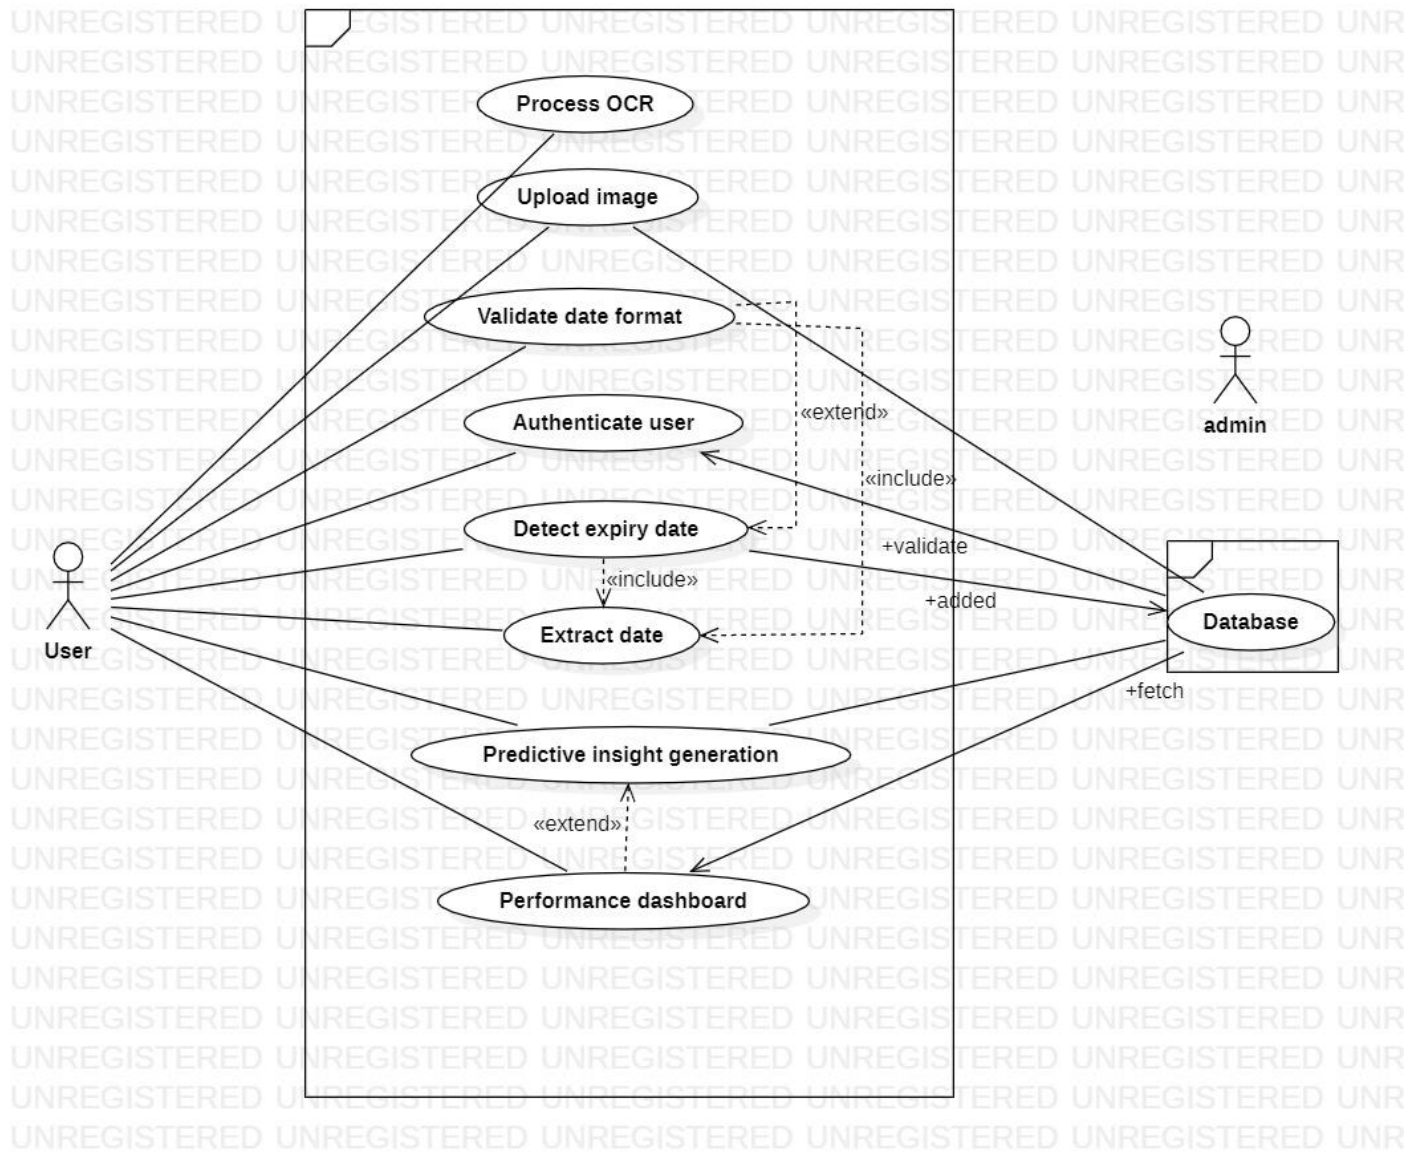 Process OCR
Upload image
Validate date format
«extend»
admin
Authenticate user
«include»
Detect expiry date
+validate
«include»
+added
Extract date
Database
User
+fetch
Predictive insight generation
«extend»
Performance dashboard
UNREGISTERED